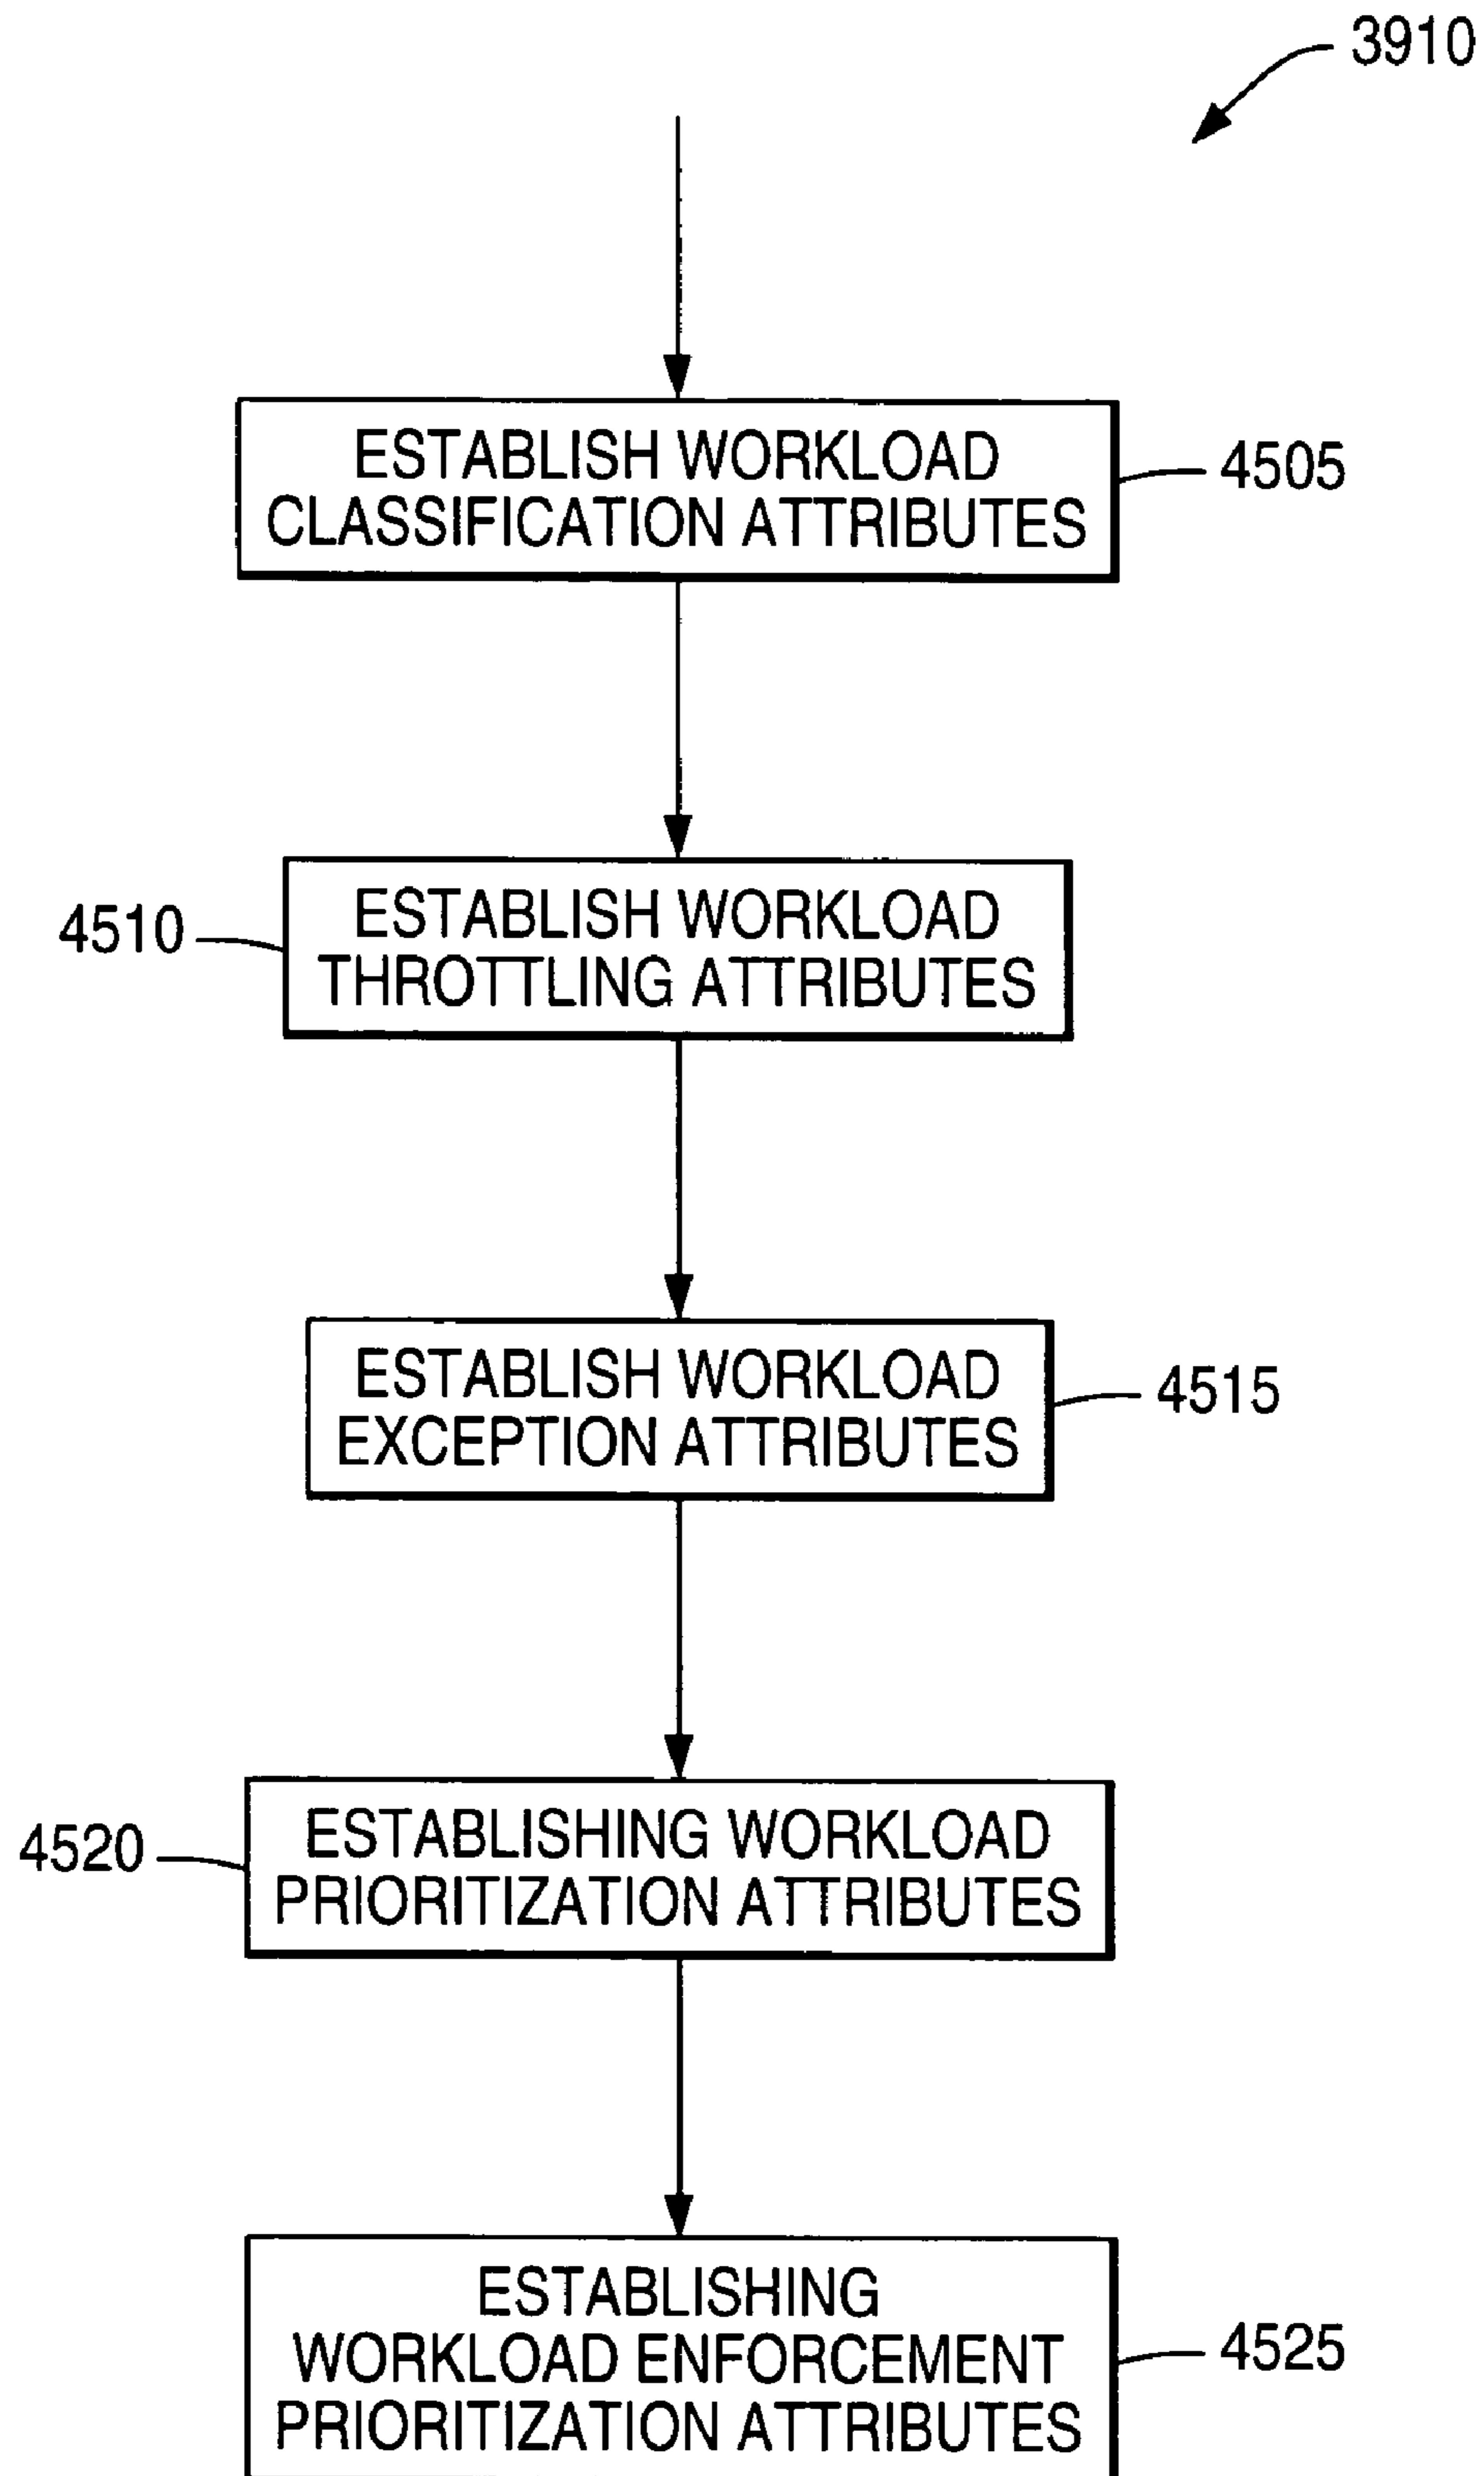 3910
ESTABLISH WORKLOAD
CLASSIFICATION ATTRIBUTES
4505
4510
ESTABLISH WORKLOAD
THROTTLING ATTRIBUTES
ESTABLISH WORKLOAD
EXCEPTION ATTRIBUTES
4515
4520
ESTABLISHING WORKLOAD
PRIORITIZATION ATTRIBUTES
ESTABLISHING
WORKLOAD ENFORCEMENT
PRIORITIZATION ATTRIBUTES
4525